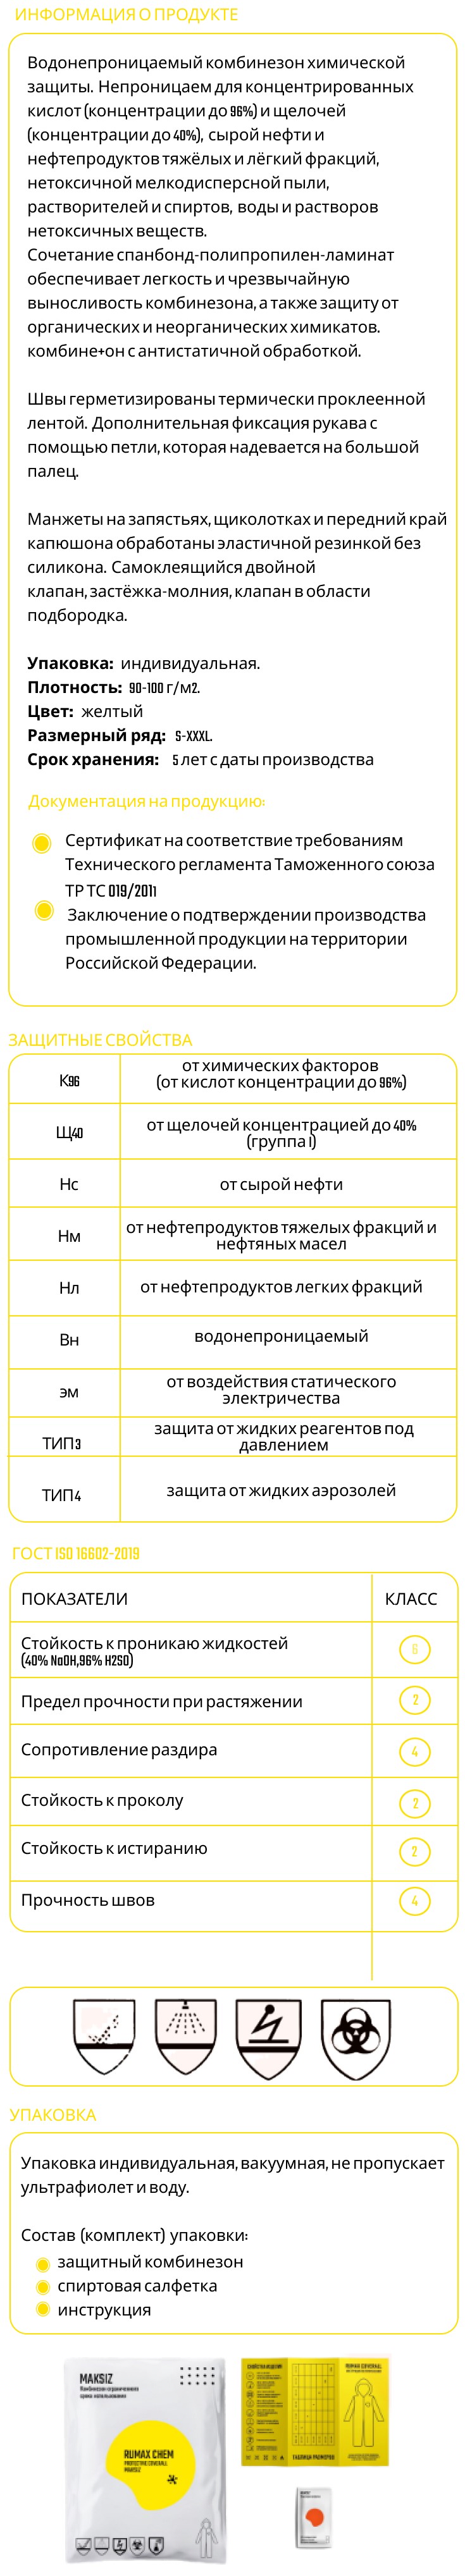 ИНФОРМАЦИЯ О ПРОДУКТЕ
Водонепроницаемый комбинезон химической
защиты. Непроницаем для концентрированных
кислот (концентрации до 96%) и щелочей
(концентрации до 40%), сырой нефти и
нефтепродуктов тяжёлых и лёгкий фракций,
нетоксичной мелкодисперсной пыли,
растворителей и спиртов, воды и растворов
нетоксичных веществ.
Сочетание спанбонд-полипропилен-ламинат
обеспечивает легкость и чрезвычайную
выносливость комбинезона, а также защиту от
органических и неорганических химикатов.
комбине+он с антистатичной обработкой.
Швы герметизированы термически проклеенной
лентой. Дополнительная фиксация рукава с
помощью петли, которая надевается на большой
палец.
Манжеты на запястьях, щиколотках и передний край
капюшона обработаны эластичной резинкой без
силикона. Самоклеящийся двойной
клапан, застёжка-молния, клапан в области
подбородка.
Упаковка: индивидуальная.
Плотность: 90-100 г/м2.
Цвет: желтый
Размерный ряд: S-XXXL.
Срок хранения: 5 лет с даты производства
Документация на продукцию:
Сертификат на соответствие требованиям
Технического регламента Таможенного союза
ТР ТС 019/2011
Заключение о подтверждении производства
промышленной продукции на территории
Российской Федерации.
ЗАЩИТНЫЕ СВОЙСТВА
К96
от химических факторов
(от кислот концентрации до 96%)
Щ40
от щелочей концентрацией до 40%
(группа I)
Нс
от сырой нефти
Нм
от нефтепродуктов тяжелых фракций и
нефтяных масел
Нл
от нефтепродуктов легких фракций
Вн
водонепроницаемый
эм
от воздействия статического
электричества
ТИП 3
защита от жидких реагентов под
давлением
ТИП 4
защита от жидких аэрозолей
ГОСТ ISO 16602-2019
ПОКАЗАТЕЛИ КЛАСС
Стойкость к проникаю жидкостей
(40% NaOH,96% H2SO)
6
Предел прочности при растяжении 2
Сопротивление раздира 4
Стойкость к проколу 2
Стойкость к истиранию 2
Прочность швов 4
УПАКОВКА
Упаковка индивидуальная, вакуумная, не пропускает
ультрафиолет и воду.
Состав (комплект) упаковки:
защитный комбинезон
спиртовая салфетка
инструкция
MAKSIZ
Комбинезон ограниченного
срока использования
RUMAX CHEM
PROTECTIVE COVERALL
MAKSIZ
СВОЙСТВА ИЗДЕЛИЯ
ТАБЛИЦА РАЗМЕРОВ